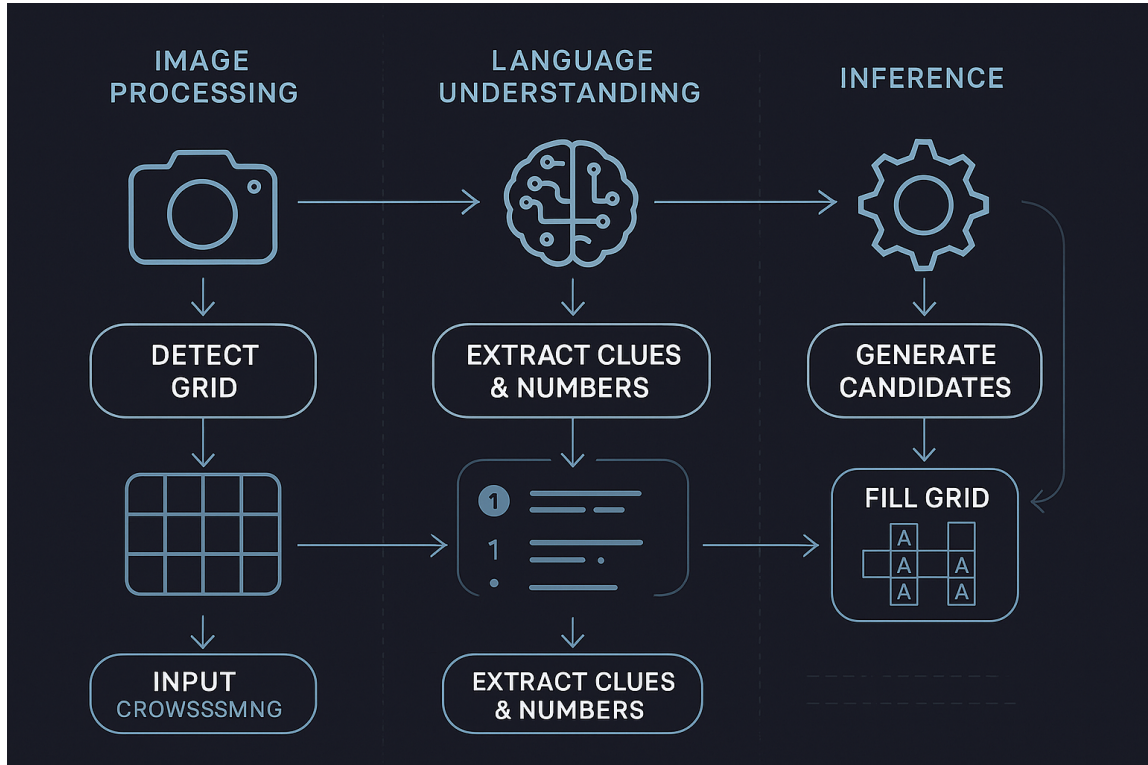 IMAGE
PROCESSING
LANGUAGE
UNDERSTANDING
INFERENCE
DETECT
GRID
EXTRACT CLUES
& NUMBERS
GENERATE
CANDIDATES
1
1
FILL GRID
A
A A
A A
INPUT
CROWSSSMNG
EXTRACT CLUES
& NUMBERS